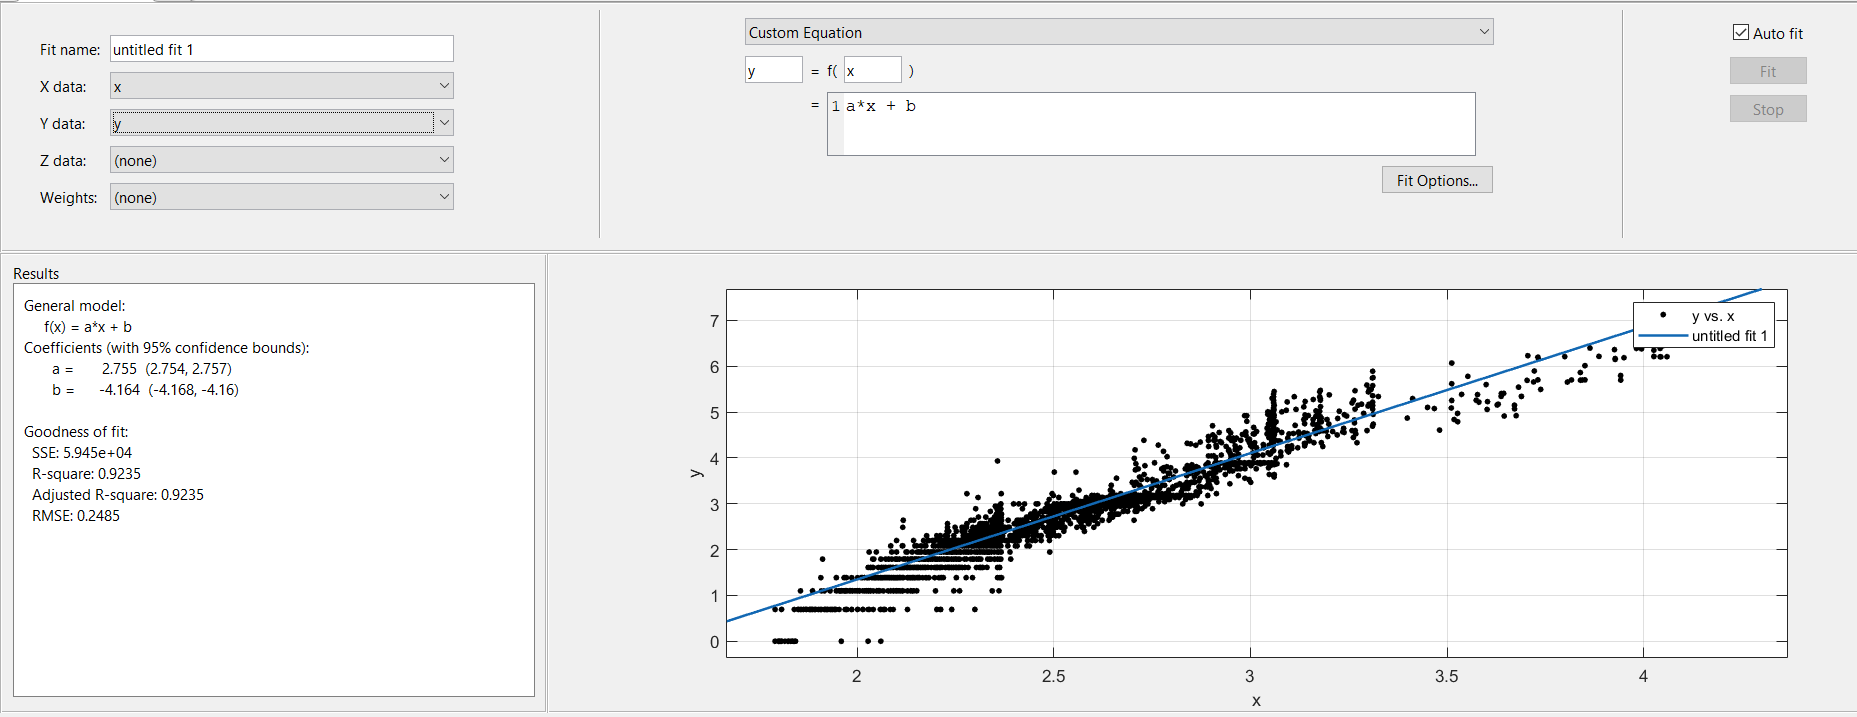 Fit name: untitled fit 1
X data: x
Y data: y
Z data: (none)
Weights: (none)
Custom Equation
y = f( x )
= 1 a*x + b
Fit Options...
Auto fit
Fit
Stop
Results
General model:
f(x) = a*x + b
Coefficients (with 95% confidence bounds):
a = 2.755 (2.754, 2.757)
b = -4.164 (-4.168, -4.16)
Goodness of fit:
SSE: 5.945e+04
R-square: 0.9235
Adjusted R-square: 0.9235
RMSE: 0.2485
y vs. x
untitled fit 1
7
6
5
4
3
2
1
0
y
2 2.5 3 3.5 4
x